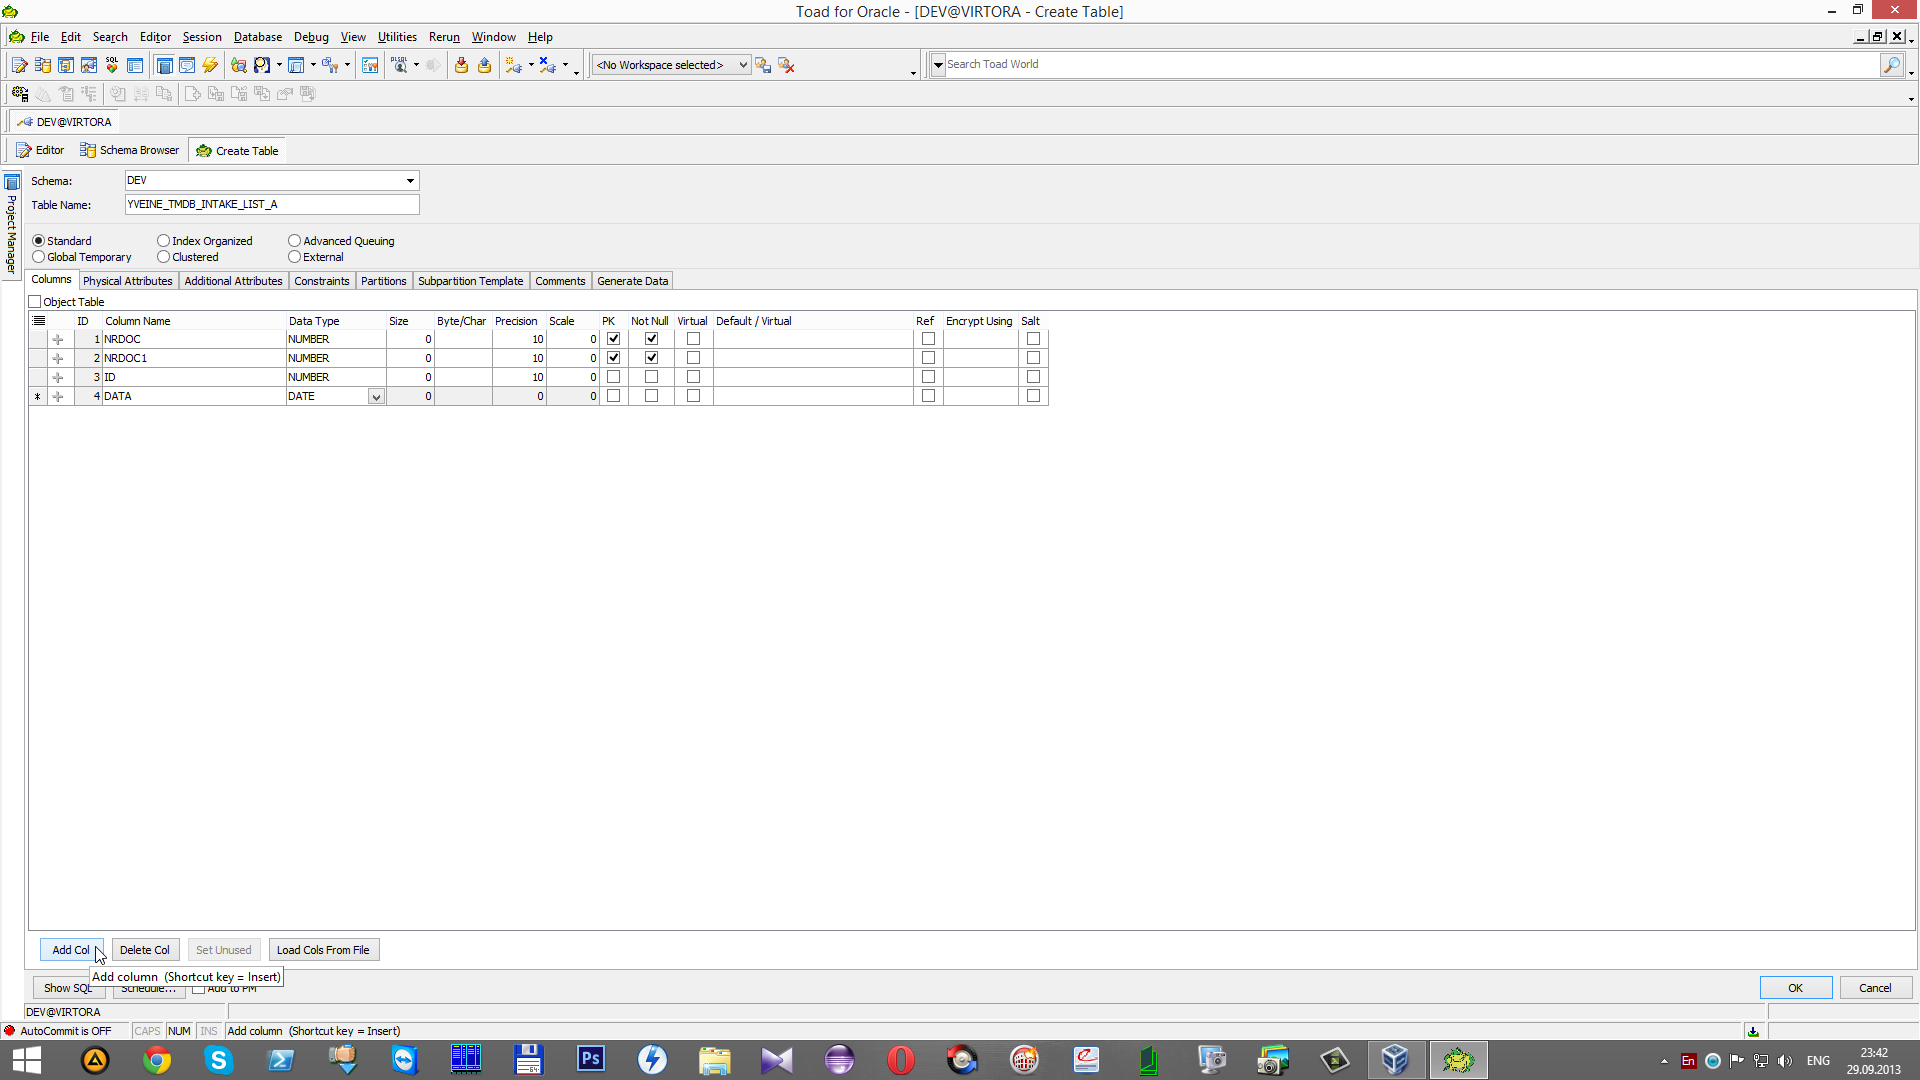 Toad for Oracle - [DEV@VIRTORA - Create Table]
File Edit Search Editor Session Database Debug View Utilities Rerun Window Help
<No Workspace selected> Search Toad World
DEV@VIRTORA
Editor Schema Browser Create Table
Project Manager
Schema: DEV
Table Name: YVEINE_TMDB_INTAKE_LIST_A
Standard Index Organized Advanced Queuing
Global Temporary Clustered External
Columns Physical Attributes Additional Attributes Constraints Partitions Subpartition Template Comments Generate Data
Object Table
ID Column Name Data Type Size Byte/Char Precision Scale PK Not Null Virtual Default / Virtual Ref Encrypt Using Salt
1 NRDOC NUMBER 0 10 0
2 NRDOC1 NUMBER 0 10 0
3 ID NUMBER 0 10 0
* 4 DATA DATE 0 0 0
Add Col Delete Col Set Unused Load Cols From File
Add column (Shortcut key = Insert)
Show SQL Schedule... Add to PM OK Cancel
DEV@VIRTORA
AutoCommit is OFF CAPS NUM INS Add column (Shortcut key = Insert)
Ps 64 En ENG 23:42
29.09.2013